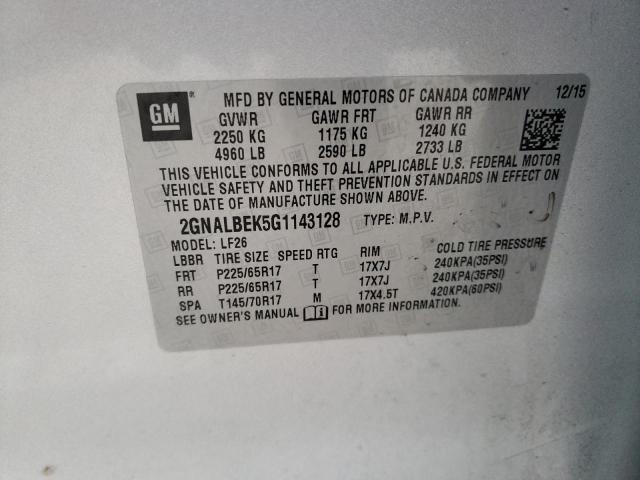 GM ® MFD BY GENERAL MOTORS OF CANADA COMPANY 12/15
GVWR GAWR FRT GAWR RR
2250 KG 1175 KG 1240 KG
4960 LB 2590 LB 2733 LB
THIS VEHICLE CONFORMS TO ALL APPLICABLE U.S. FEDERAL MOTOR
VEHICLE SAFETY AND THEFT PREVENTION STANDARDS IN EFFECT ON
THE DATE OF MANUFACTURE SHOWN ABOVE.
2GNALBEK5G1143128 TYPE: M.P.V.
MODEL: LF26
LBBR TIRE SIZE SPEED RTG RIM COLD TIRE PRESSURE
FRT P225/65R17 T 17X7J 240KPA(35PSI)
RR P225/65R17 T 17X7J 240KPA(35PSI)
SPA T145/70R17 M 17X4.5T 420KPA(60PSI)
SEE OWNER'S MANUAL FOR MORE INFORMATION.